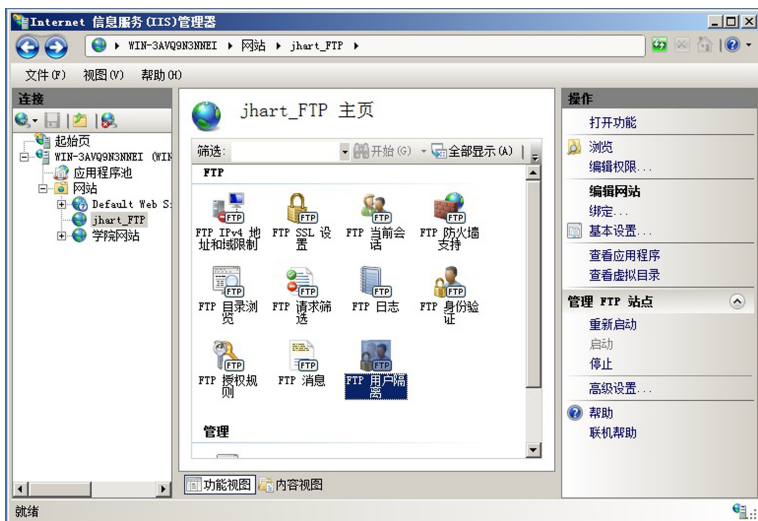 Internet 信息服务(IIS)管理器
WIN-3AVQ9N3NNEI ▸ 网站 ▸ jhart_FTP ▸
文件(F) 视图(V) 帮助(H)
连接
起始页
WIN-3AVQ9N3NNEI (WIN
应用程序池
网站
Default Web S
jhart_FTP
学院网站
jhart_FTP 主页
筛选: 开始(G) 全部显示(A)
FTP
FTP IPv4 地址和域限制
FTP SSL 设置
FTP 当前会话
FTP 防火墙支持
FTP 目录浏览
FTP 请求筛选
FTP 日志
FTP 身份验证
FTP 授权规则
FTP 消息
FTP 用户隔离
管理
功能视图 内容视图
操作
打开功能
浏览
编辑权限...
编辑网站
绑定...
基本设置...
查看应用程序
查看虚拟目录
管理 FTP 站点
重新启动
启动
停止
高级设置...
帮助
联机帮助
就绪